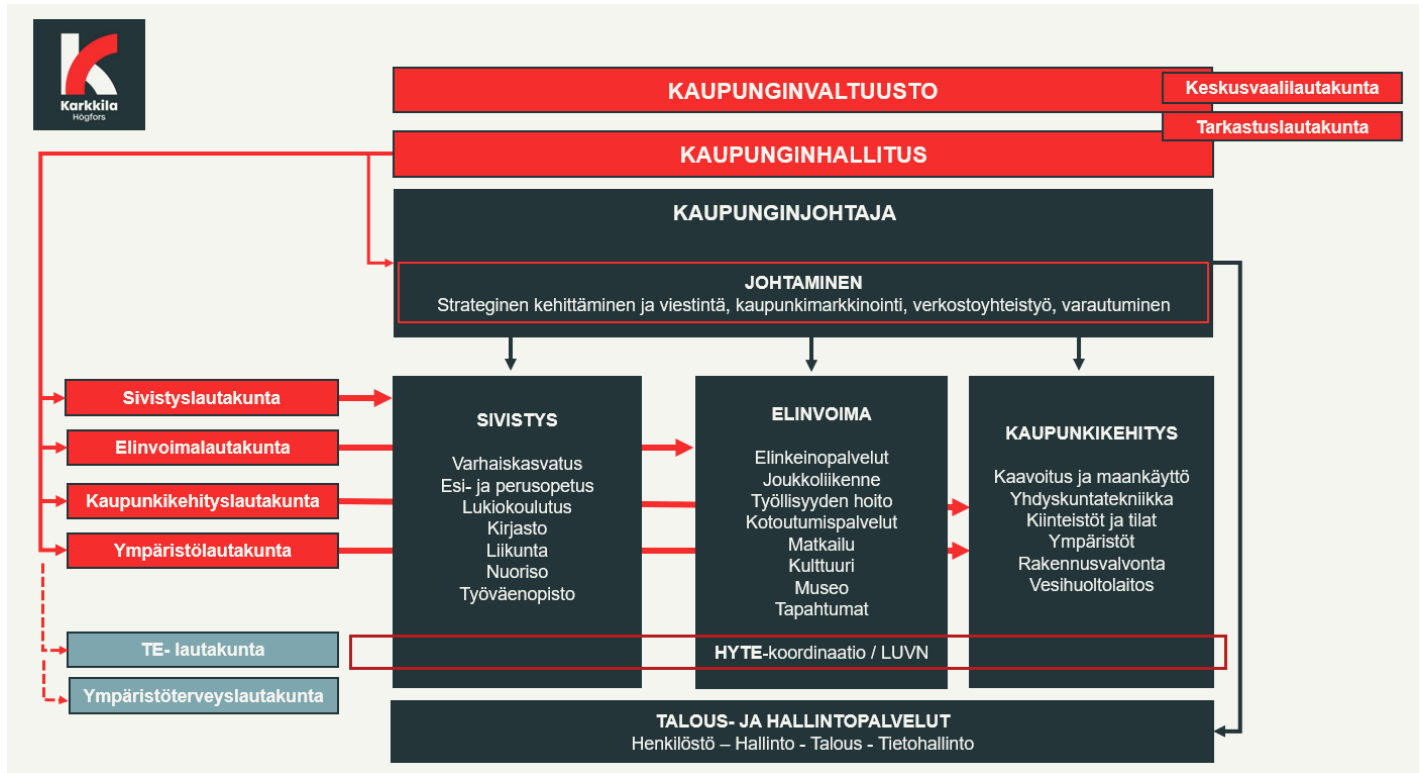 Karkkila
Högfors
KAUPUNGINVALTUUSTO
Keskusvaalilautakunta
Tarkastuslautakunta
KAUPUNGINHALLITUS
KAUPUNGINJOHTAJA
JOHTAMINEN
Strateginen kehittäminen ja viestintä, kaupunkimarkkinointi, verkostoyhteistyö, varautuminen
Sivistyslautakunta
Elinvoimalautakunta
Kaupunkikehityslautakunta
Ympäristölautakunta
TE- lautakunta
Ympäristöterveyslautakunta
SIVISTYS
Varhaiskasvatus
Esi- ja perusopetus
Lukiokoulutus
Kirjasto
Liikunta
Nuoriso
Työväenopisto
ELINVOIMA
Elinkeinopalvelut
Joukkoliikenne
Työllisyyden hoito
Kotoutumispalvelut
Matkailu
Kulttuuri
Museo
Tapahtumat
KAUPUNKIKEHITYS
Kaavoitus ja maankäyttö
Yhdyskuntatekniikka
Kiinteistöt ja tilat
Ympäristöt
Rakennusvalvonta
Vesihuoltolaitos
HYTE-koordinaatio / LUVN
TALOUS- JA HALLINTOPALVELUT
Henkilöstö – Hallinto - Talous - Tietohallinto